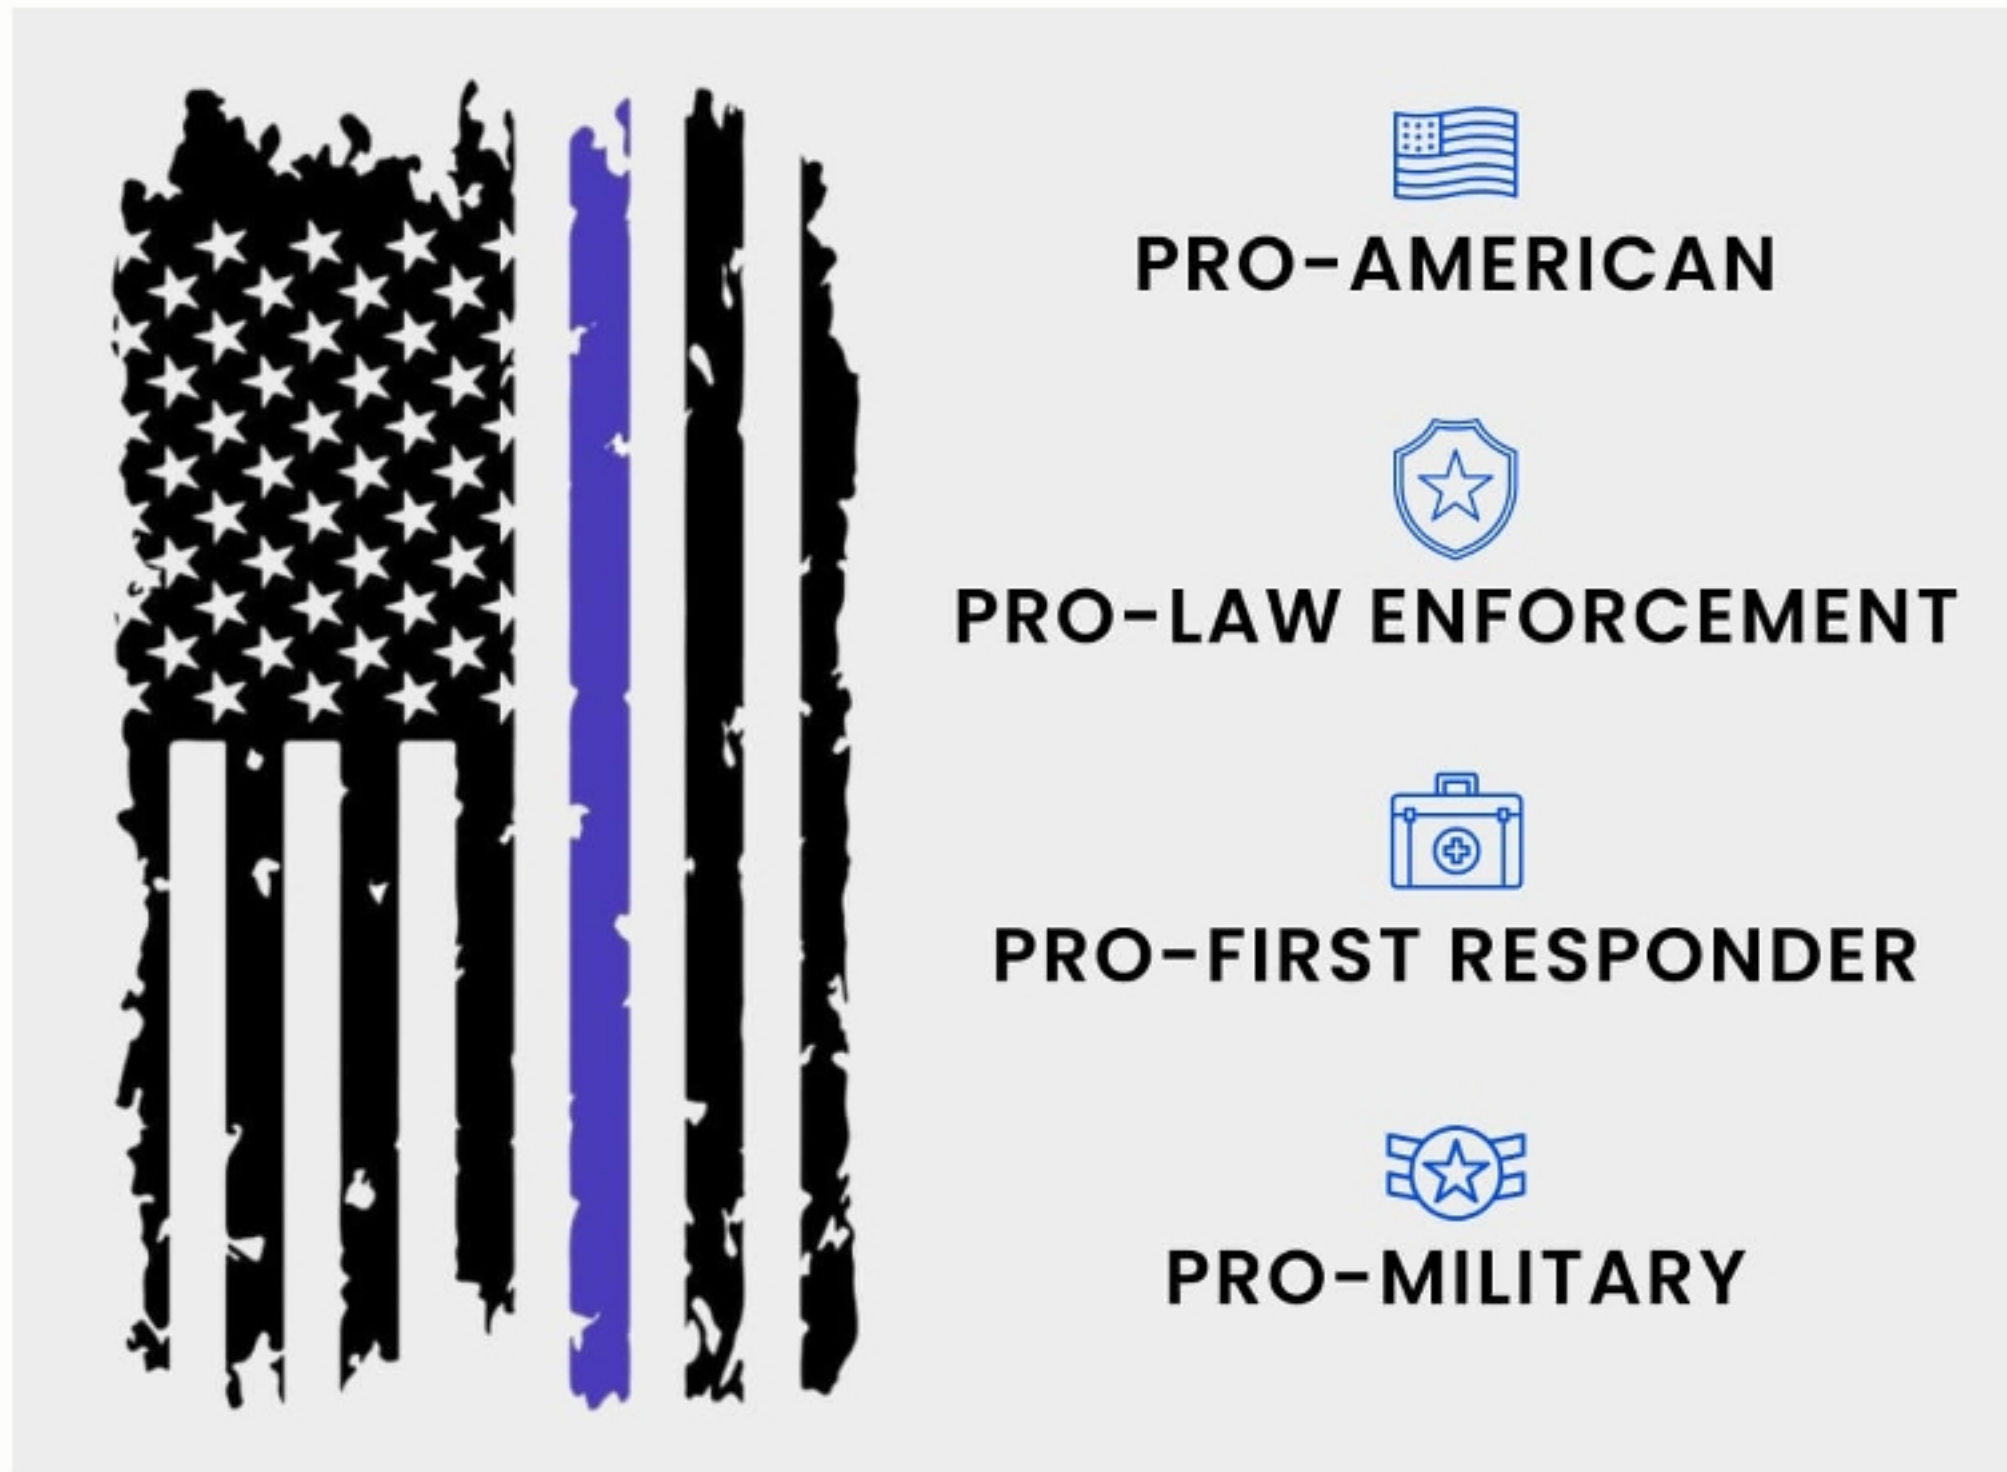 PRO-AMERICAN
PRO-LAW ENFORCEMENT
PRO-FIRST RESPONDER
PRO-MILITARY